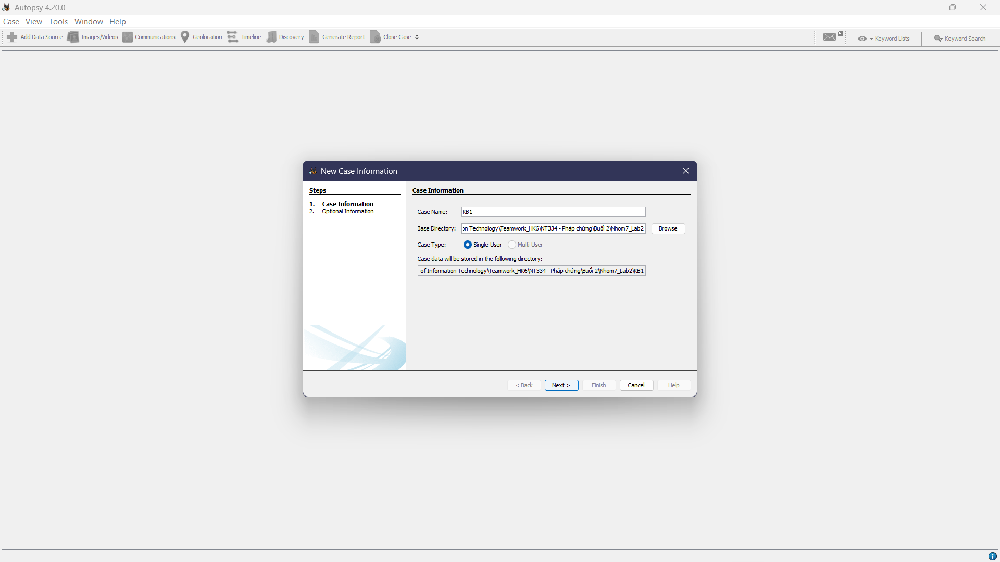 Autopsy 4.20.0
Case View Tools Window Help
Add Data Source Images/Videos Communications Geolocation Timeline Discovery Generate Report Close Case 5 Keyword Lists Keyword Search
New Case Information
Steps
1. Case Information
2. Optional Information
Case Information
Case Name: KB1
Base Directory: on Technology\Teamwork_HK6\NT334 - Pháp chứng\Buổi 2\Nhom7_Lab2 Browse
Case Type: Single-User Multi-User
Case data will be stored in the following directory:
of Information Technology\Teamwork_HK6\NT334 - Pháp chứng\Buổi 2\Nhom7_Lab2\KB1
< Back Next > Finish Cancel Help